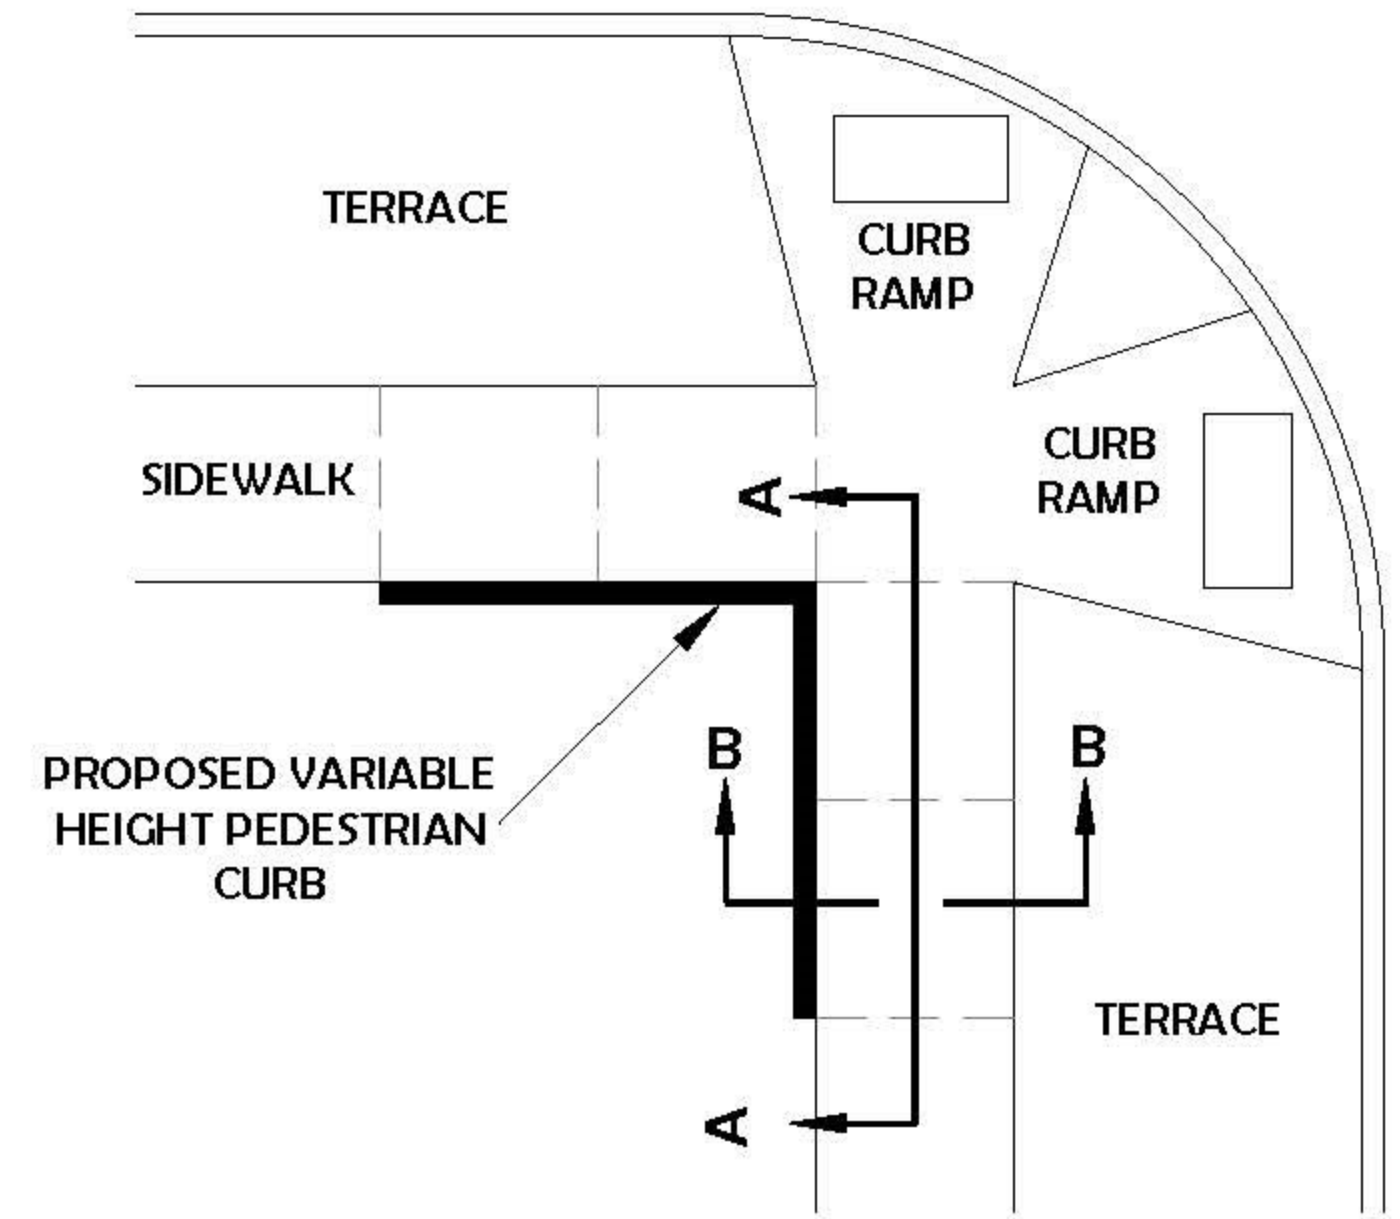 TERRACE
CURB
RAMP
CURB
RAMP
SIDEWALK
A
PROPOSED VARIABLE
HEIGHT PEDESTRIAN
CURB
B
B
TERRACE
A